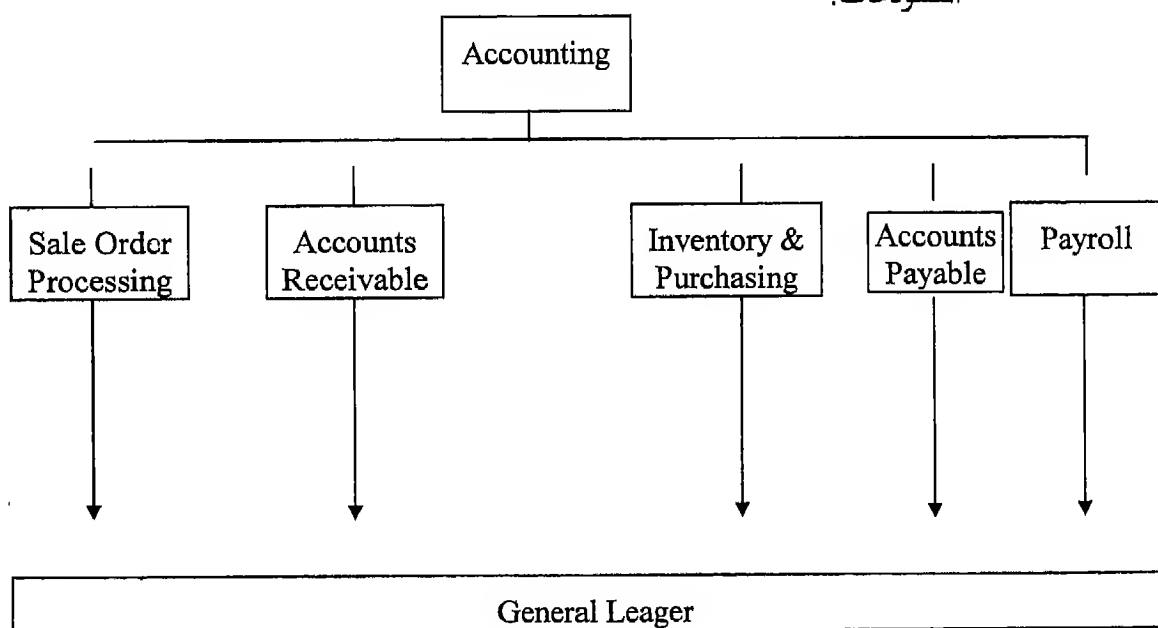 Accounting
Sale Order
Processing
Accounts
Receivable
Inventory &
Purchasing
Accounts
Payable
Payroll
General Leager